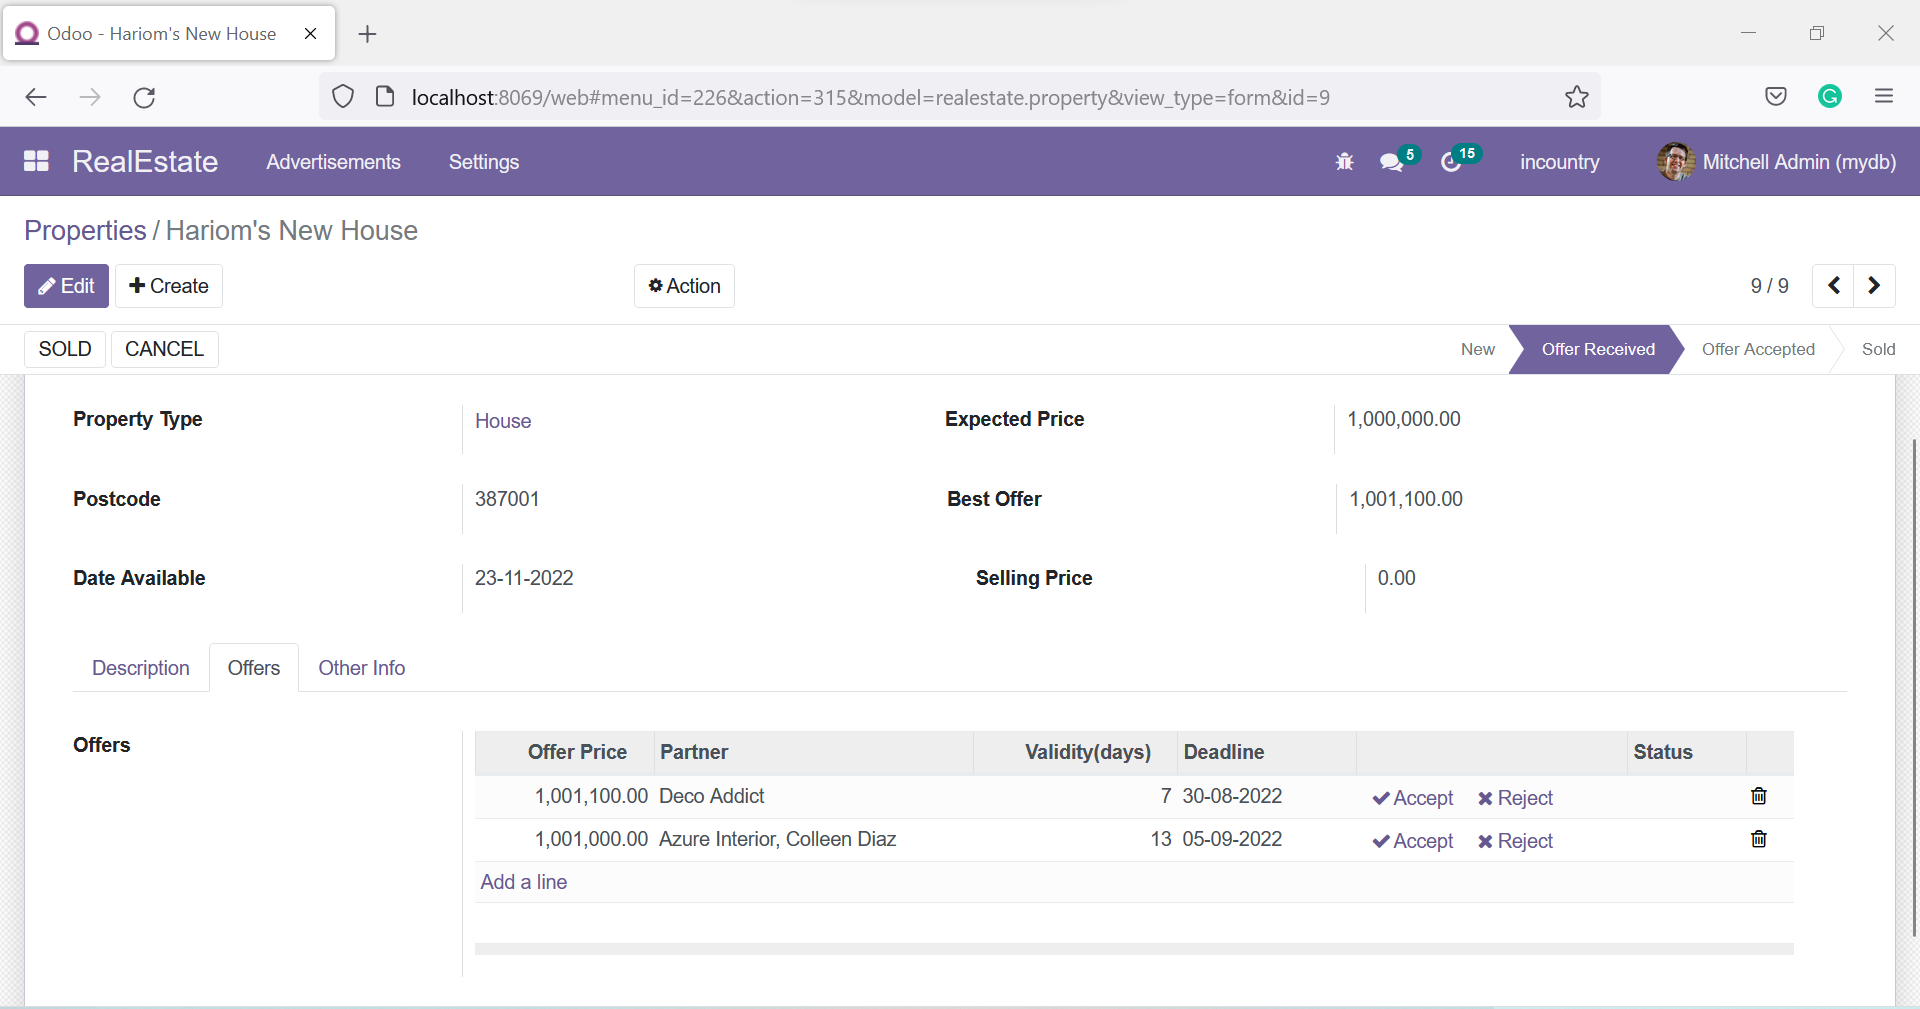 Odoo - Hariom's New House
localhost:8069/web#menu_id=226&action=315&model=realestate.property&view_type=form&id=9
RealEstate Advertisements Settings 5 15 incountry Mitchell Admin (mydb)
Properties / Hariom's New House
Edit Create Action 9 / 9
SOLD CANCEL New Offer Received Offer Accepted Sold
Property Type House Expected Price 1,000,000.00
Postcode 387001 Best Offer 1,001,100.00
Date Available 23-11-2022 Selling Price 0.00
Description Offers Other Info
Offers
Offer Price Partner Validity(days) Deadline Status
1,001,100.00 Deco Addict 7 30-08-2022 Accept Reject
1,001,000.00 Azure Interior, Colleen Diaz 13 05-09-2022 Accept Reject
Add a line